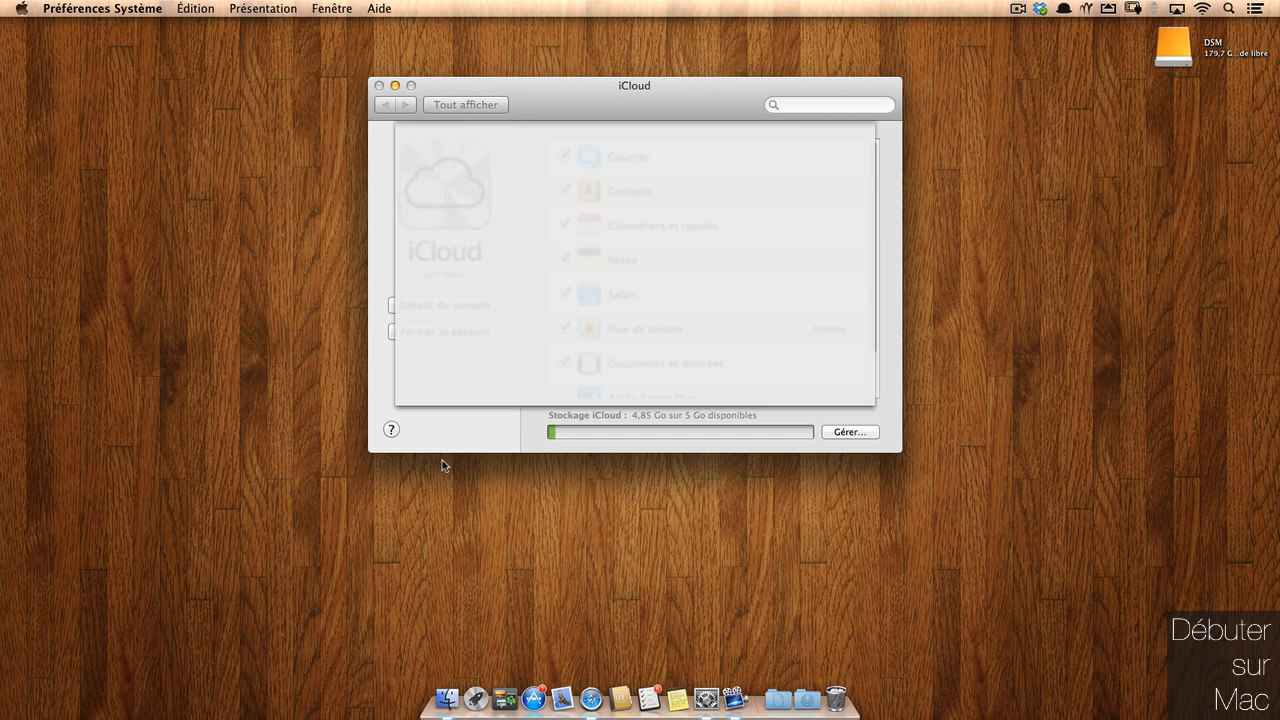 Préférences Système Édition Présentation Fenêtre Aide
DSM
179,7 G...de libre
iCloud
Tout afficher
Courrier
Contacts
Calendriers et rappels
iCloud
Notes
Safari
Détails du compte
Flux de photos
Options...
Fermer la session
Documents et données
Stockage iCloud : 4,85 Go sur 5 Go disponibles
?
Gérer...
Débuter
sur
Mac